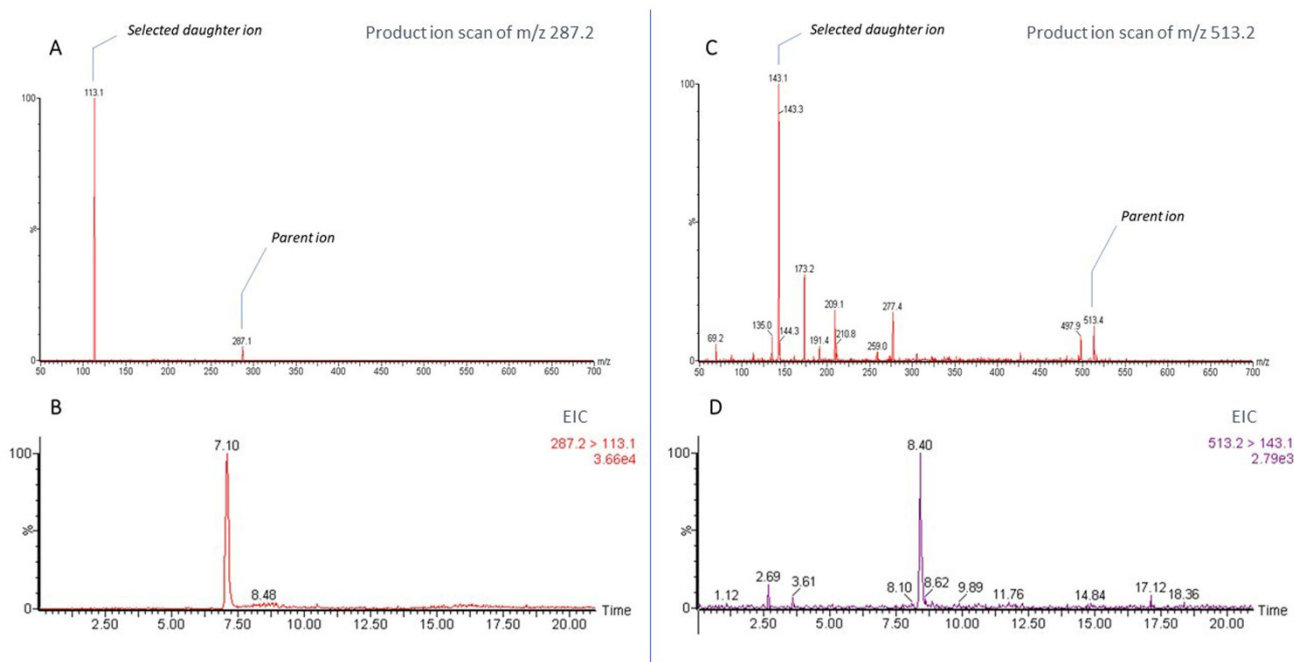 A
Selected daughter ion
Product ion scan of m/z 287.2
113.1
100
%
Parent ion
287.1
0
m/z
50 100 150 200 250 300 350 400 450 500 550 600 650 700
B
EIC
287.2 > 113.1
3.66e4
7.10
100
%
8.48
0
Time
2.50 5.00 7.50 10.00 12.50 15.00 17.50 20.00
C
Selected daughter ion
Product ion scan of m/z 513.2
143.1
100
143.3
%
Parent ion
173.2
209.1
277.4
135.0
144.3
210.8
497.9
513.4
69.2
191.4
259.0
0
m/z
50 100 150 200 250 300 350 400 450 500 550 600 650 700
D
EIC
513.2 > 143.1
2.79e3
8.40
100
%
2.69
3.61
1.12
8.10
8.62
9.89
11.76
14.84
17.12
18.36
0
Time
2.50 5.00 7.50 10.00 12.50 15.00 17.50 20.00